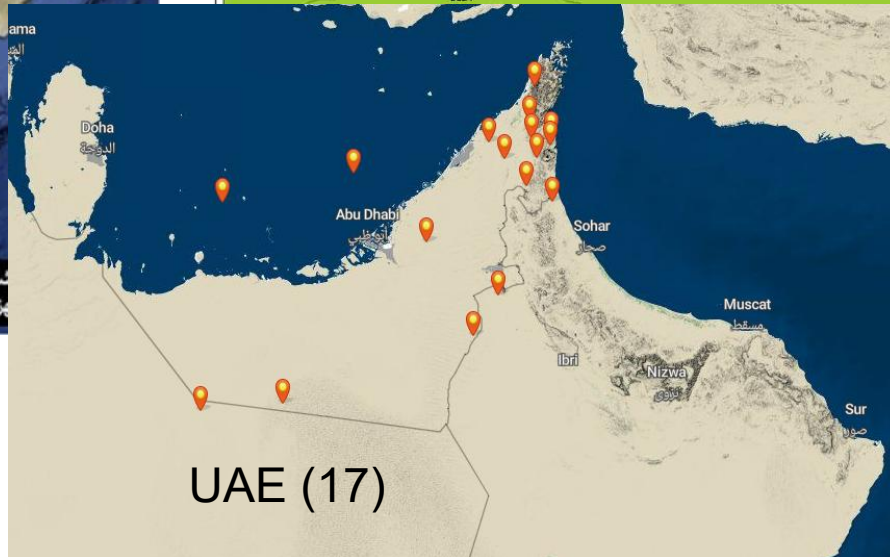 ama
Doha
الدوحة
Abu Dhabi
أبوظبي
Sohar
صحار
Muscat
مسقط
Ibri
Nizwa
نزوى
Sur
صور
UAE (17)